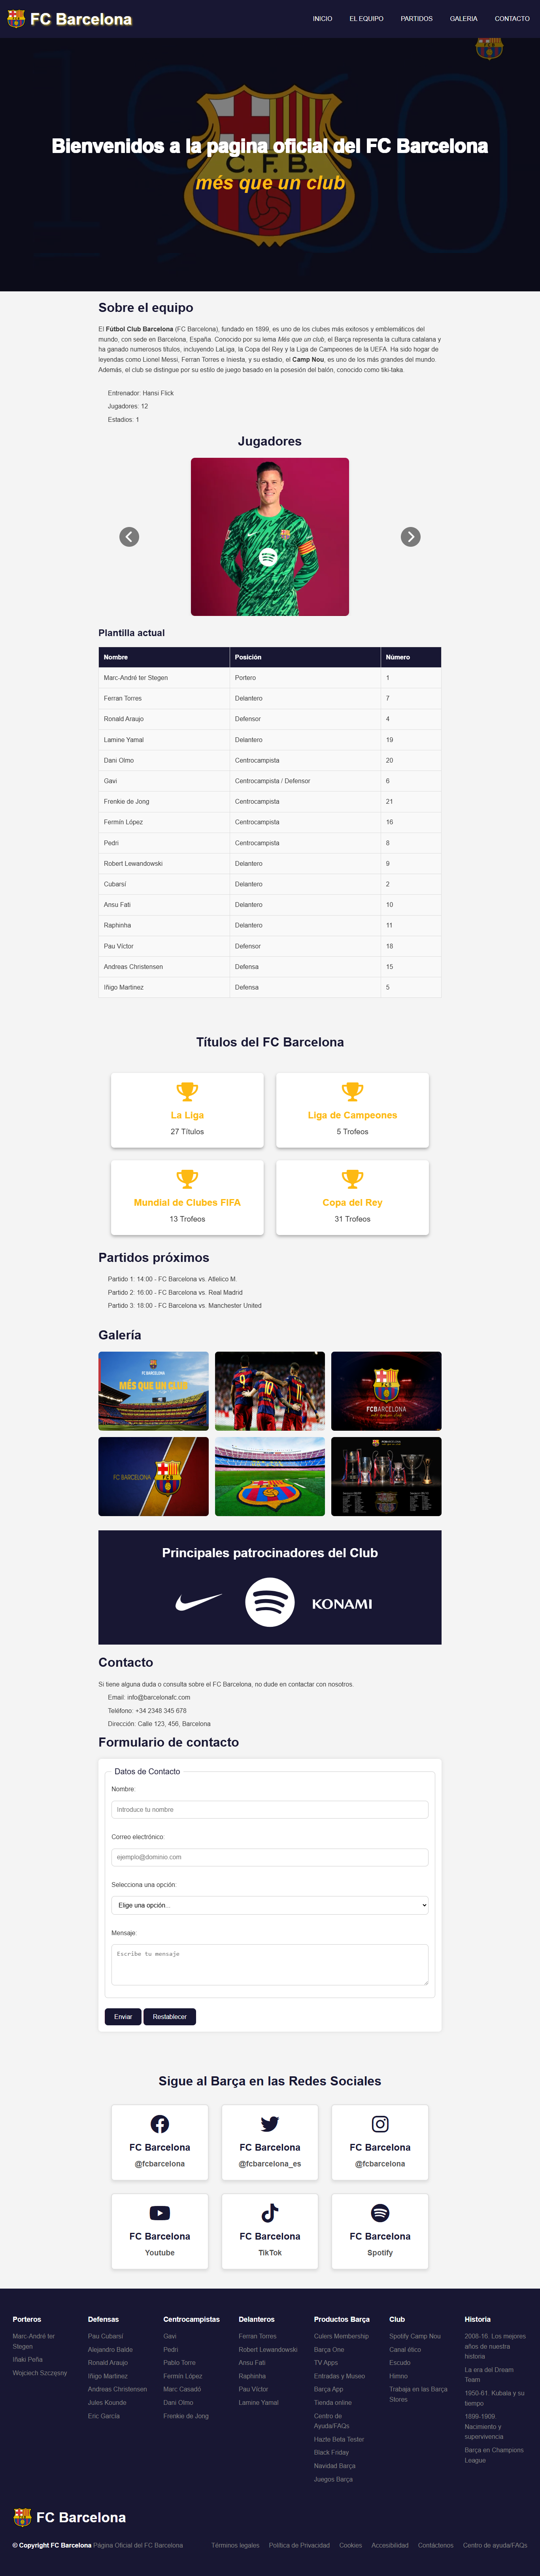 FC Barcelona
INICIO EL EQUIPO PARTIDOS GALERIA CONTACTO
C. F. B.
Bienvenidos a la pagina oficial del FC Barcelona
més que un club
Sobre el equipo
El Fútbol Club Barcelona (FC Barcelona), fundado en 1899, es uno de los clubes más exitosos y emblemáticos del
mundo, con sede en Barcelona, España. Conocido por su lema Més que un club, el Barça representa la cultura catalana y
ha ganado numerosos títulos, incluyendo LaLiga, la Copa del Rey y la Liga de Campeones de la UEFA. Ha sido hogar de
leyendas como Lionel Messi, Ferran Torres e Iniesta, y su estadio, el Camp Nou, es uno de los más grandes del mundo.
Además, el club se distingue por su estilo de juego basado en la posesión del balón, conocido como tiki-taka.
Entrenador: Hansi Flick
Jugadores: 12
Estadios: 1
Jugadores
Plantilla actual
Nombre Posición Número
Marc-André ter Stegen Portero 1
Ferran Torres Delantero 7
Ronald Araujo Defensor 4
Lamine Yamal Delantero 19
Dani Olmo Centrocampista 20
Gavi Centrocampista / Defensor 6
Frenkie de Jong Centrocampista 21
Fermín López Centrocampista 16
Pedri Centrocampista 8
Robert Lewandowski Delantero 9
Cubarsí Delantero 2
Ansu Fati Delantero 10
Raphinha Delantero 11
Pau Víctor Defensor 18
Andreas Christensen Defensa 15
Iñigo Martinez Defensa 5
Títulos del FC Barcelona
La Liga
27 Títulos
Liga de Campeones
5 Trofeos
Mundial de Clubes FIFA
13 Trofeos
Copa del Rey
31 Trofeos
Partidos próximos
Partido 1: 14:00 - FC Barcelona vs. Atlelico M.
Partido 2: 16:00 - FC Barcelona vs. Real Madrid
Partido 3: 18:00 - FC Barcelona vs. Manchester United
Galería
FC BARCELONA
MÉS QUE UN CLUB
9 10 11
FCBARCELONA
FC BARCELONA
Principales patrocinadores del Club
KONAMI
Contacto
Si tiene alguna duda o consulta sobre el FC Barcelona, no dude en contactar con nosotros.
Email: info@barcelonafc.com
Teléfono: +34 2348 345 678
Dirección: Calle 123, 456, Barcelona
Formulario de contacto
Datos de Contacto
Nombre:
Introduce tu nombre
Correo electrónico:
ejemplo@dominio.com
Selecciona una opción:
Elige una opción...
Mensaje:
Escribe tu mensaje
Enviar Restablecer
Sigue al Barça en las Redes Sociales
FC Barcelona
@fcbarcelona
FC Barcelona
@fcbarcelona_es
FC Barcelona
@fcbarcelona
FC Barcelona
Youtube
FC Barcelona
TikTok
FC Barcelona
Spotify
Porteros
Marc-André ter
Stegen
Iñaki Peña
Wojciech Szczęsny
Defensas
Pau Cubarsí
Alejandro Balde
Ronald Araujo
Iñigo Martínez
Andreas Christensen
Jules Kounde
Eric García
Centrocampistas
Gavi
Pedri
Pablo Torre
Fermín López
Marc Casadó
Dani Olmo
Frenkie de Jong
Delanteros
Ferran Torres
Robert Lewandowski
Ansu Fati
Raphinha
Pau Víctor
Lamine Yamal
Productos Barça
Culers Membership
Barça One
TV Apps
Entradas y Museo
Barça App
Tienda online
Centro de
Ayuda/FAQs
Hazte Beta Tester
Black Friday
Navidad Barça
Juegos Barça
Club
Spotify Camp Nou
Canal ético
Escudo
Himno
Trabaja en las Barça
Stores
Historia
2008-16. Los mejores
años de nuestra
historia
La era del Dream
Team
1950-61. Kubala y su
tiempo
1899-1909.
Nacimiento y
supervivencia
Barça en Champions
League
FC Barcelona
© Copyright FC Barcelona Página Oficial del FC Barcelona
Términos legales Política de Privacidad Cookies Accesibilidad Contáctenos Centro de ayuda/FAQs